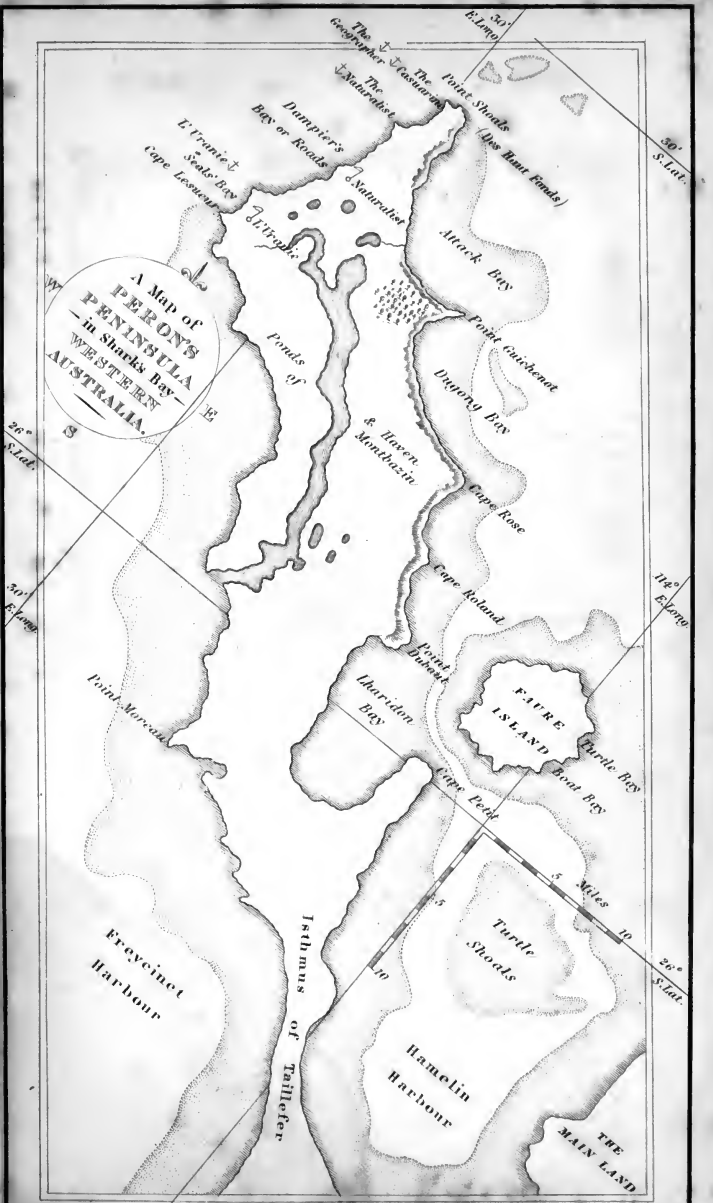 30'
E. Long
The
Geographer
The
Casuarina
The
Naturalist
Point Shoals
(Des Haut Fonds)
30'
S. Lat.
Dampier's
Bay or Roads
L'Uranie
Seals' Bay
Cape Lesueur
Naturalist
L'Uranie
Attack Bay
A Map of
PERON'S
PENINSULA
— in Shark's Bay —
WESTERN
AUSTRALIA.
W
E
S
Ponds
of
Point Guichenot
Dugong Bay
& Haven
Montbazin
26°
S. Lat.
Cape Rose
30'
E. Long
Cape Roland
114°
E. Long
Point
Dubout
Lharidon
Bay
FAURE
ISLAND
Turtle Bay
Boat Bay
Point Moreau
Cape Petit
5
Miles
10
5
10
26°
S. Lat.
Turtle
Shoals
Freycinet
Harbour
Isthmus of Taillefer
Hamelin
Harbour
THE
MAIN LAND